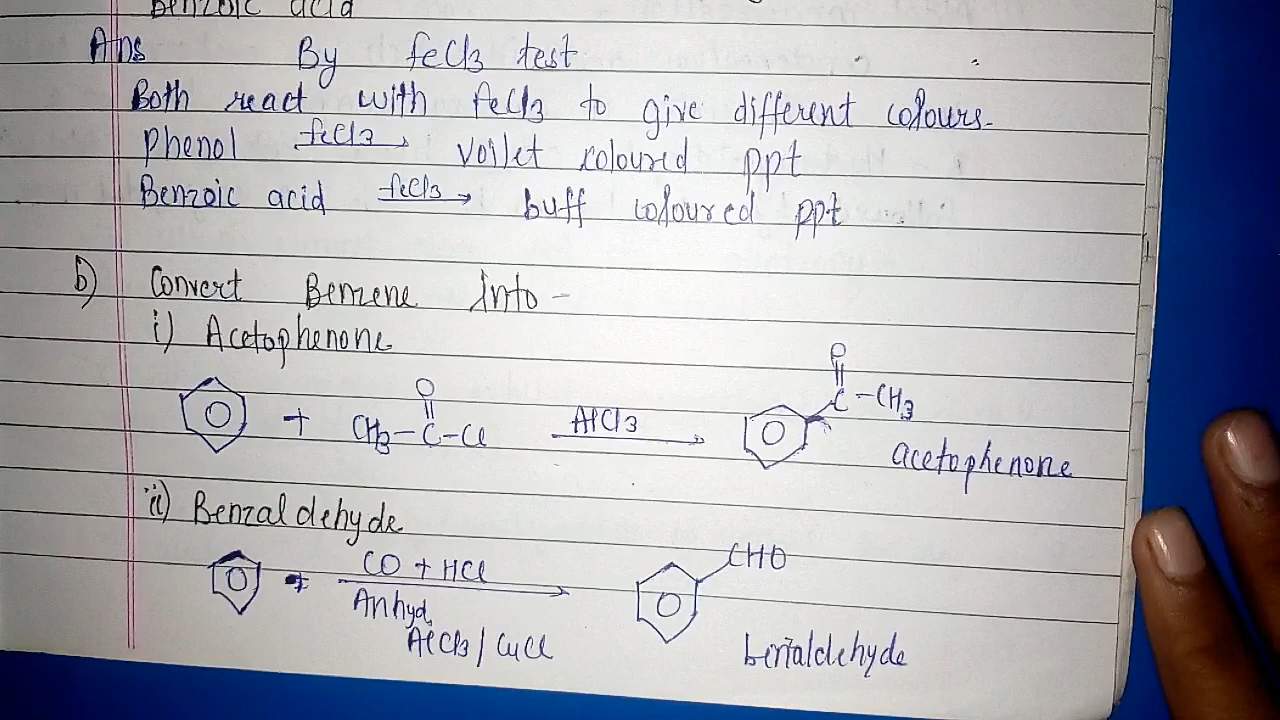 Benzoic acid
Ans By fecl3 test
Both react with fecl3 to give different colours.
Phenol fecl3→ voilet coloured ppt
Benzoic acid fecl3→ buff coloured ppt
b) Convert Benzene into -
i) Acetophenone
O
O
+ CH3-C-Cl AlCl3→ C-CH3
acetophenone
ii) Benzaldehyde
CHO
+ CO + HCl→
Anhyd.
AlCl3/CuCl
benzaldehyde